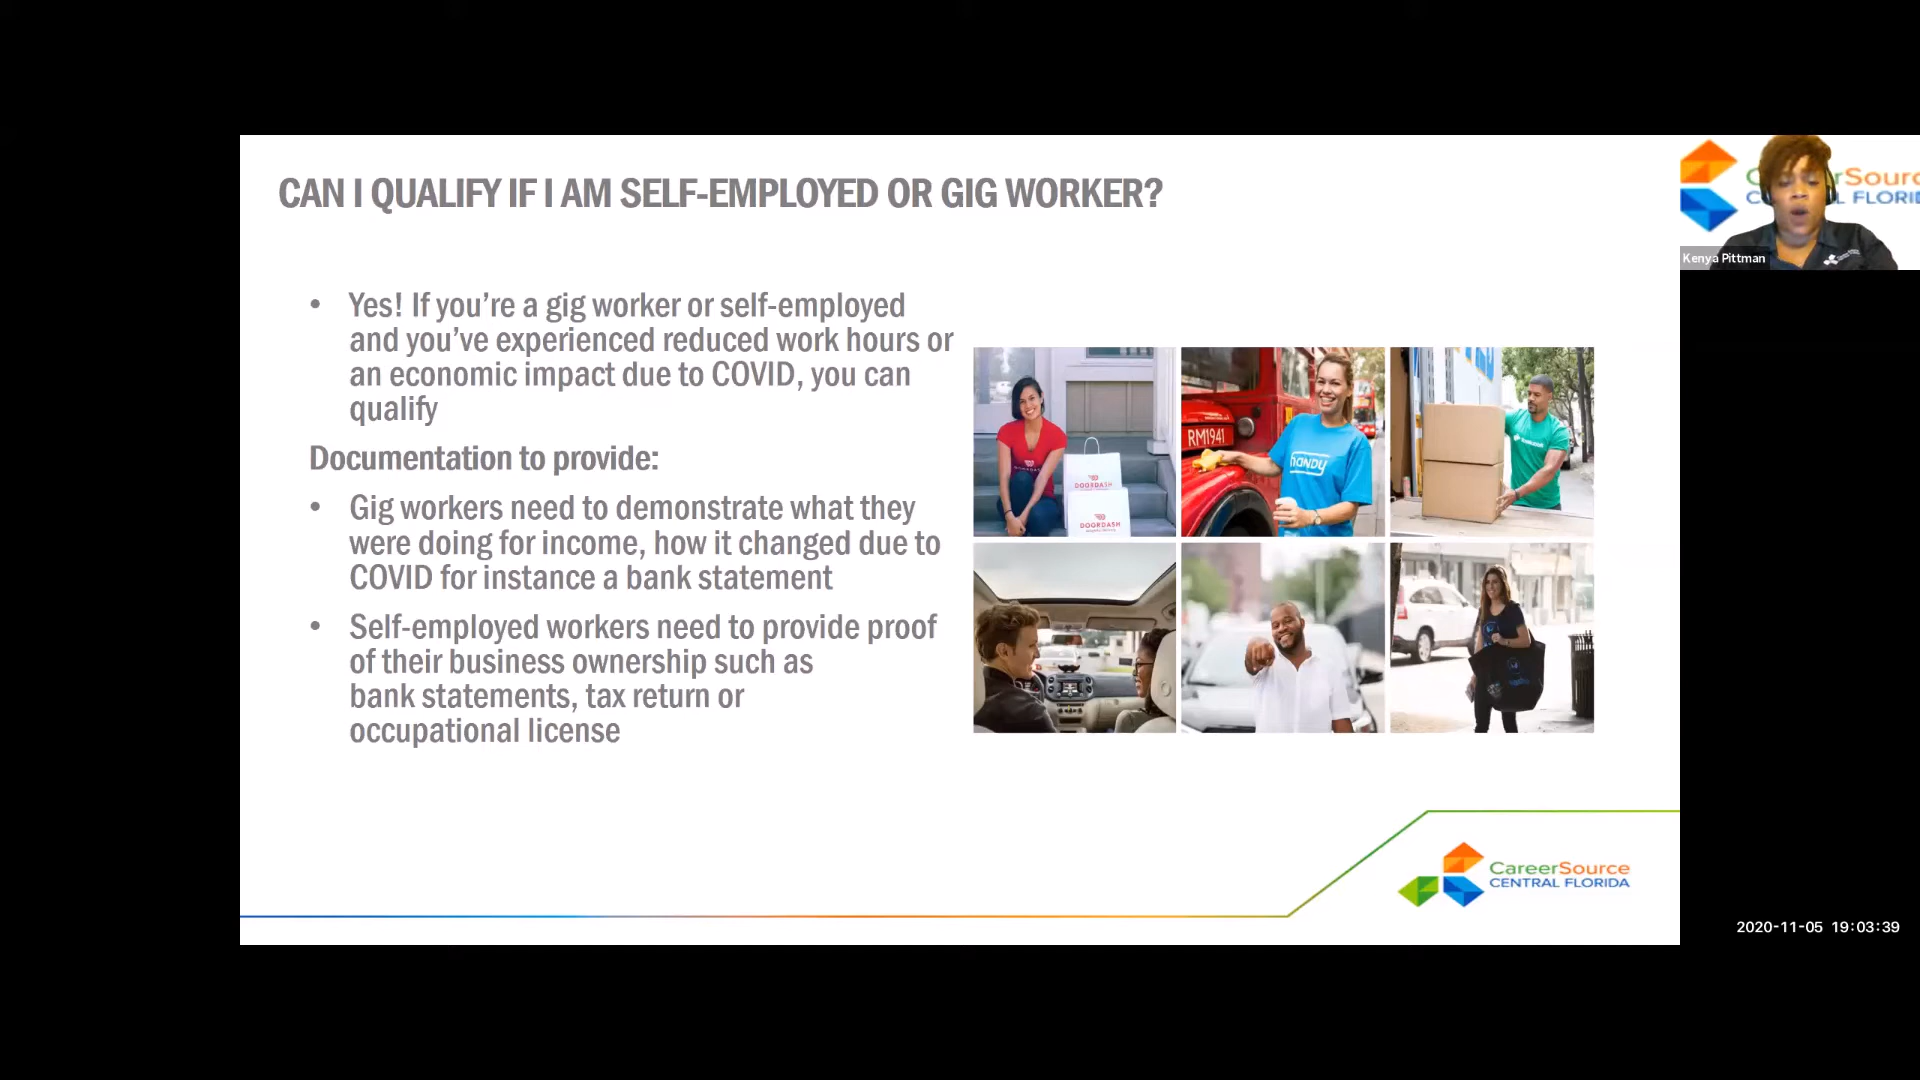 CAN I QUALIFY IF I AM SELF-EMPLOYED OR GIG WORKER?
• Yes! If you’re a gig worker or self-employed
and you’ve experienced reduced work hours or
an economic impact due to COVID, you can
qualify
Documentation to provide:
• Gig workers need to demonstrate what they
were doing for income, how it changed due to
COVID for instance a bank statement
• Self-employed workers need to provide proof
of their business ownership such as
bank statements, tax return or
occupational license
DOORDASH
DOORDASH
RM1941
handy
Kenya Pittman
CareerSource
CENTRAL FLORIDA
2020-11-05 19:03:39